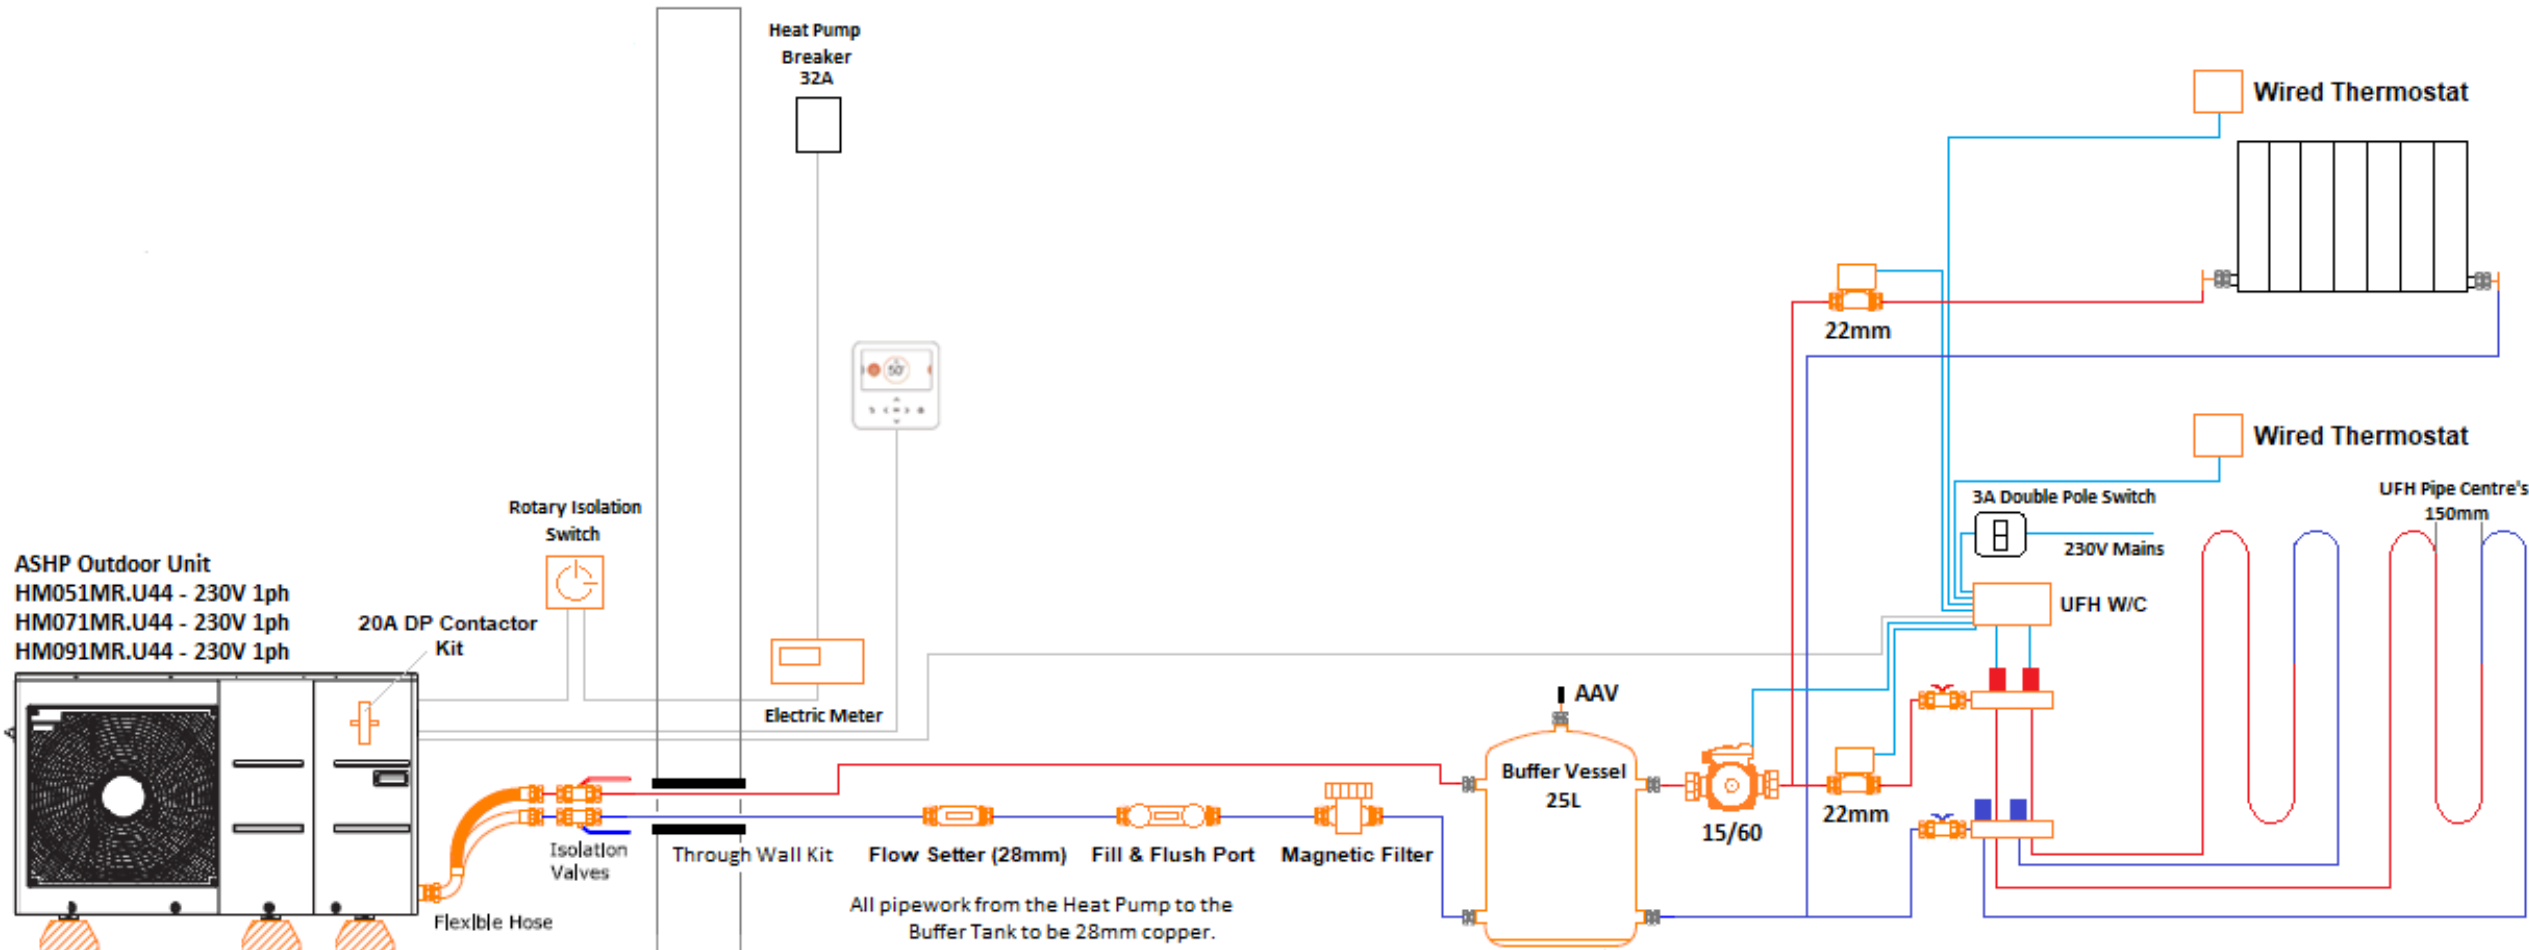 Heat Pump
Breaker
32A
Wired Thermostat
22mm
50°
Wired Thermostat
UFH Pipe Centre's
150mm
3A Double Pole Switch
230V Mains
Rotary Isolation
Switch
ASHP Outdoor Unit
HM051MR.U44 - 230V 1ph
HM071MR.U44 - 230V 1ph
HM091MR.U44 - 230V 1ph
20A DP Contactor
Kit
UFH W/C
Electric Meter
AAV
Buffer Vessel
25L
15/60
22mm
Isolation
Valves
Through Wall Kit
Flow Setter (28mm)
Fill & Flush Port
Magnetic Filter
Flexible Hose
All pipework from the Heat Pump to the
Buffer Tank to be 28mm copper.